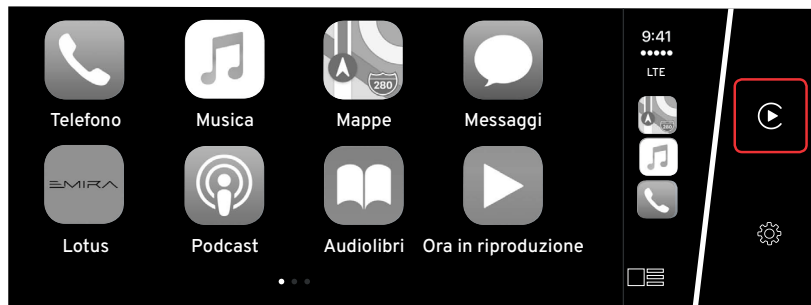 Telefono
Musica
Mappe
280
Messaggi
EMIRA
Lotus
Podcast
Audiolibri
Ora in riproduzione
9:41
LTE